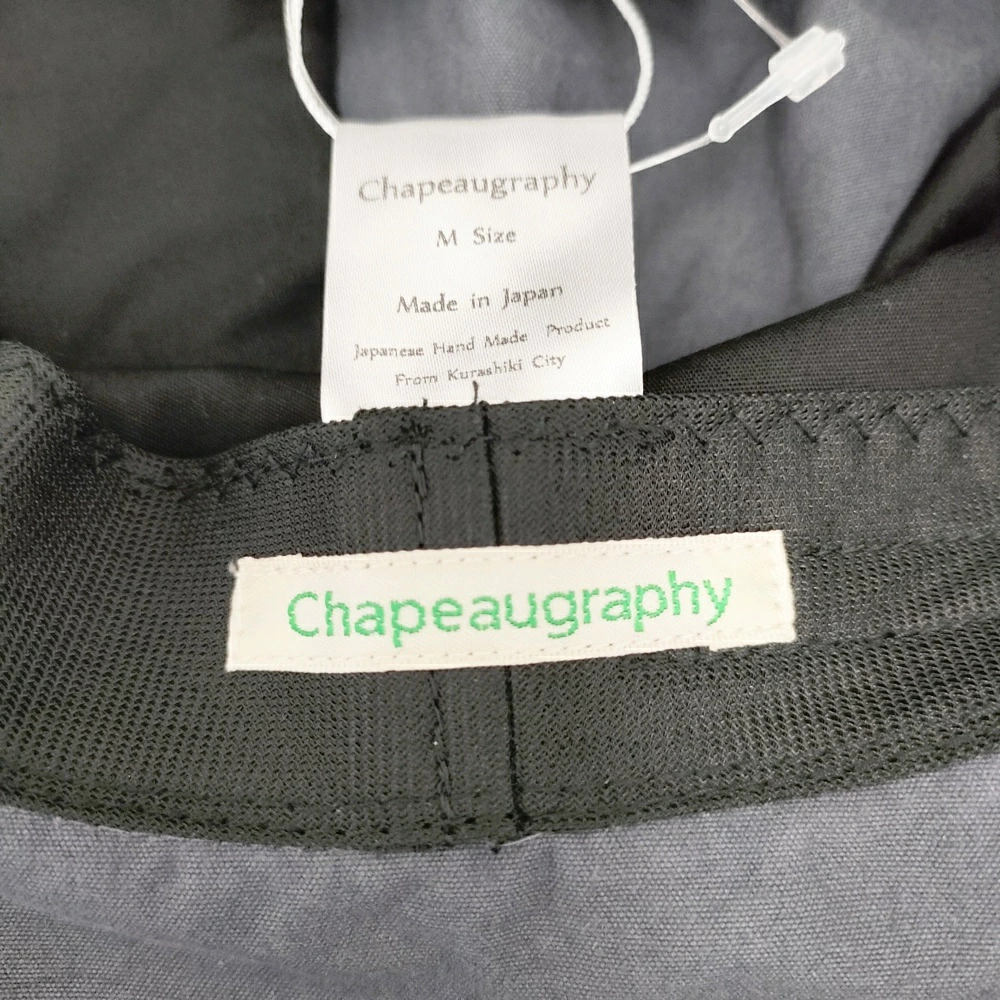 Chapeaugraphy
M Size
Made in Japan
Japanese Hand Made Product
From Kurashiki City
Chapeaugraphy